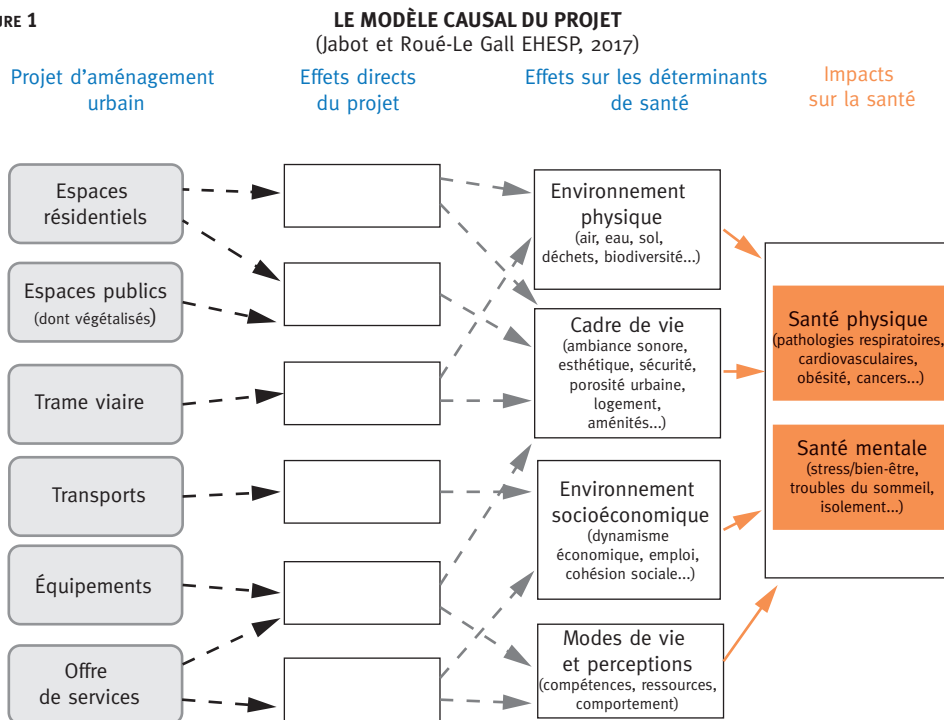 URE 1
LE MODÈLE CAUSAL DU PROJET
(Jabot et Roué-Le Gall EHESP, 2017)
Projet d'aménagement
urbain
Effets directs
du projet
Effets sur les déterminants
de santé
Impacts
sur la santé
Espaces
résidentiels
Espaces publics
(dont végétalisés)
Trame viaire
Transports
Équipements
Offre
de services
Environnement
physique
(air, eau, sol,
déchets, biodiversité...)
Cadre de vie
(ambiance sonore,
esthétique, sécurité,
porosité urbaine,
logement,
aménités...)
Environnement
socioéconomique
(dynamisme
économique, emploi,
cohésion sociale...)
Modes de vie
et perceptions
(compétences, ressources,
comportement)
Santé physique
(pathologies respiratoires,
cardiovasculaires,
obésité, cancers...)
Santé mentale
(stress/bien-être,
troubles du sommeil,
isolement...)